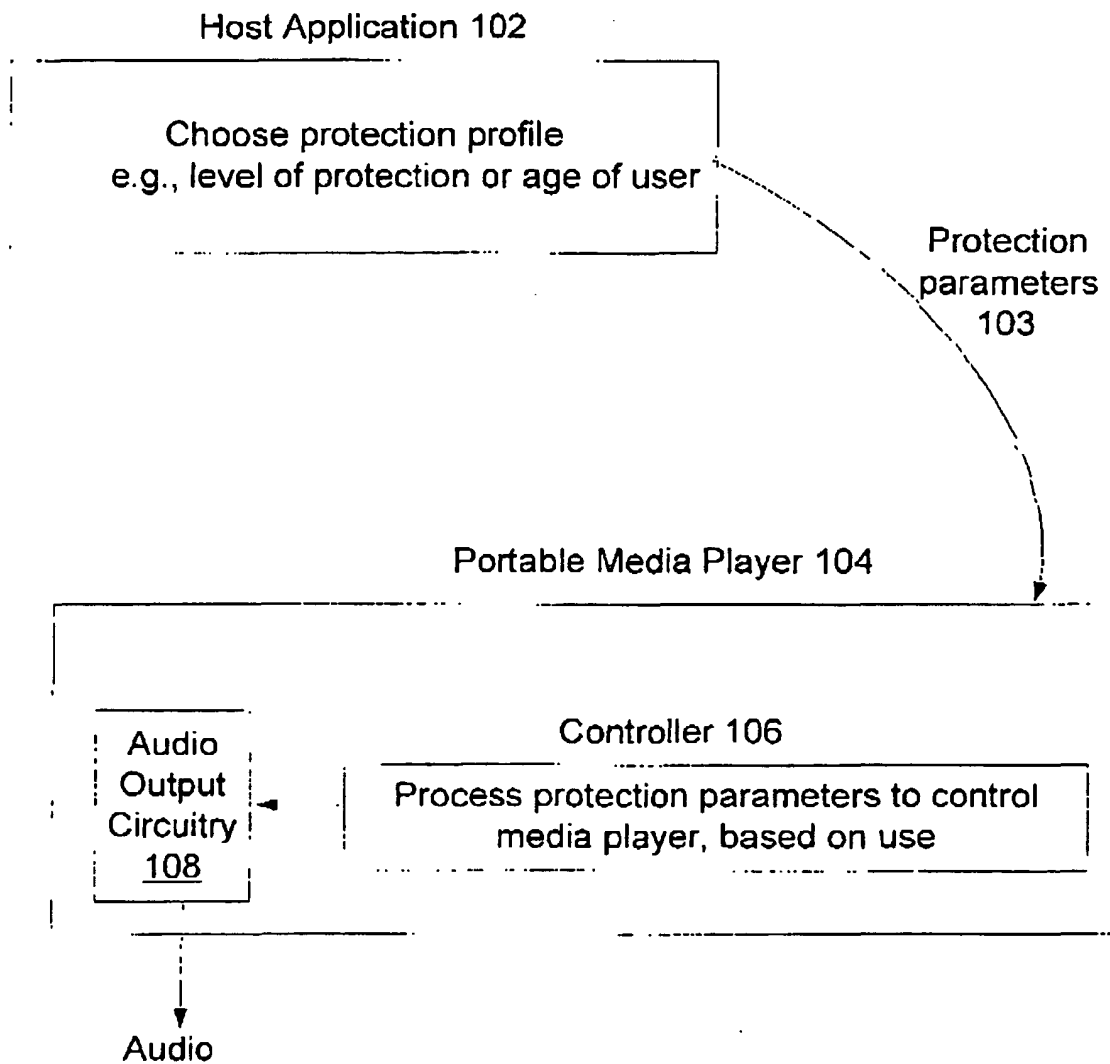 Host Application 102
Choose protection profile
e.g., level of protection or age of user
Protection
parameters
103
Portable Media Player 104
Controller 106
Audio
Output
Circuitry
108
Process protection parameters to control
media player, based on use
Audio